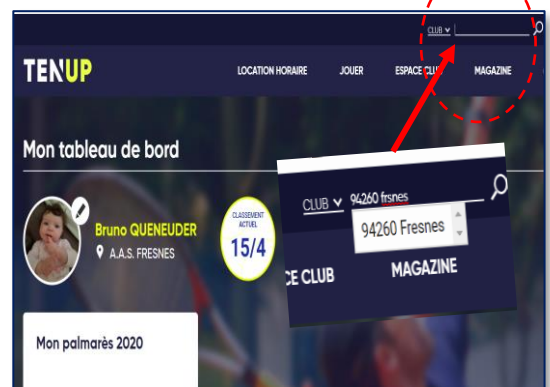 CLUB
TENUP
LOCATION HORAIRE JOUER ESPACE CLUB MAGAZINE
Mon tableau de bord
Bruno QUENEUDER
A.A.S. FRESNES
CLASSEMENT
ACTUEL
15/4
CLUB 94260 frsnes
94260 Fresnes
CE CLUB MAGAZINE
Mon palmarès 2020